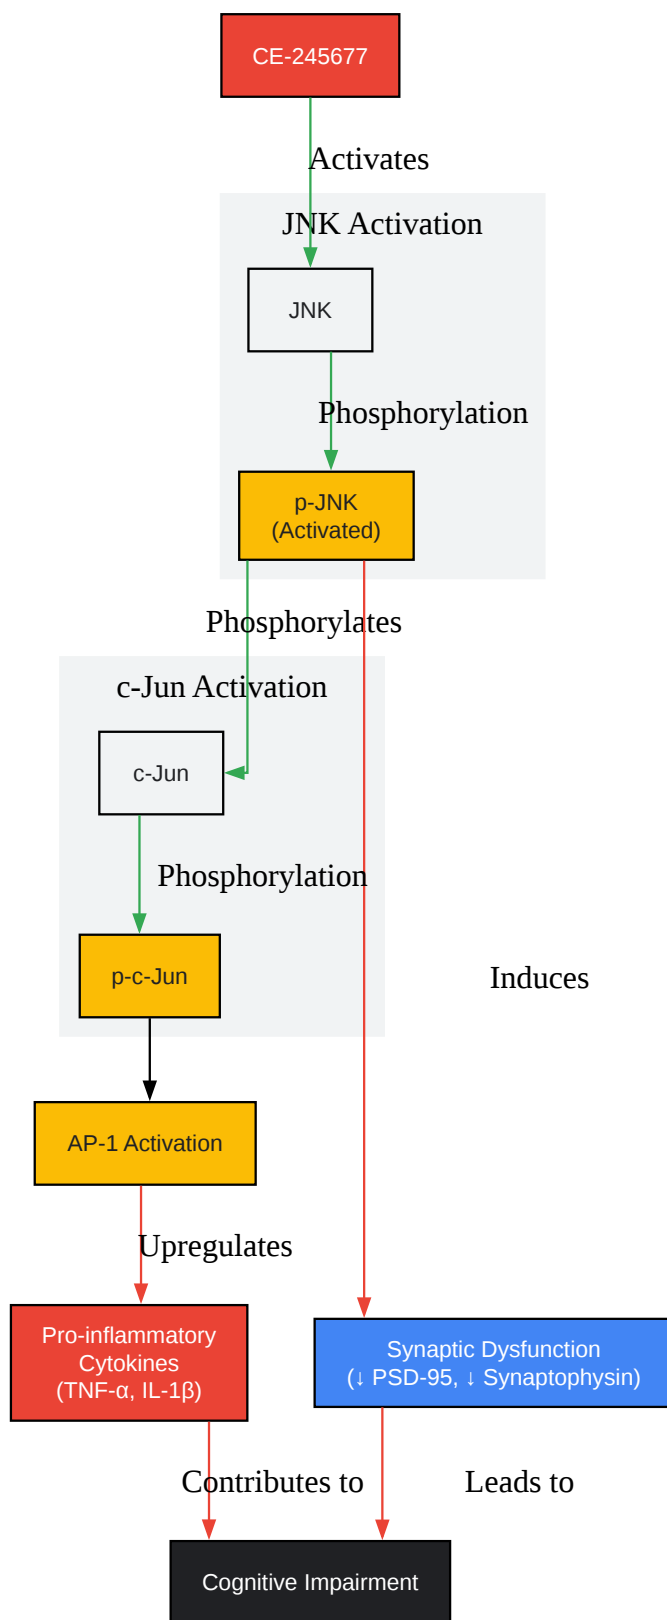 CE-245677
Activates
JNK Activation
JNK
Phosphorylation
p-JNK
(Activated)
Phosphorylates
c-Jun Activation
c-Jun
Phosphorylation
p-c-Jun
Induces
AP-1 Activation
Upregulates
Pro-inflammatory
Cytokines
(TNF-α, IL-1β)
Synaptic Dysfunction
(↓ PSD-95, ↓ Synaptophysin)
Contributes to
Leads to
Cognitive Impairment